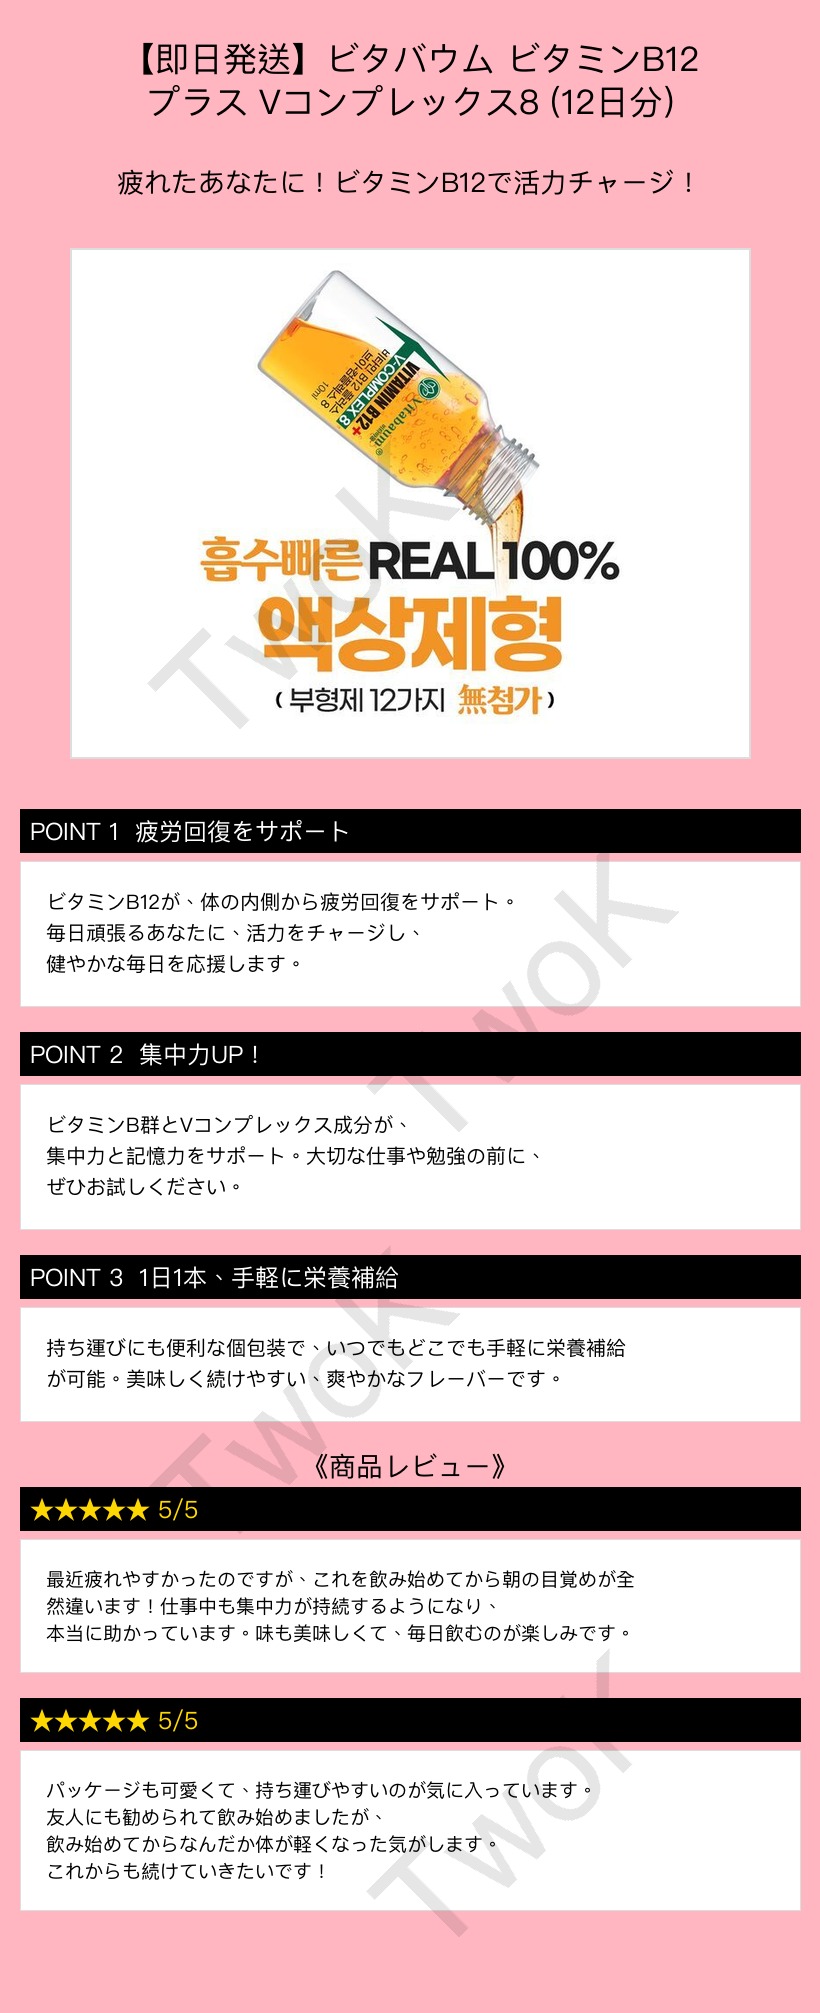 【即日発送】ビタバウム ビタミンB12
プラス Vコンプレックス8 (12日分)
疲れたあなたに！ビタミンB12で活力チャージ！
비타민 B12 플러스
브이-컴플렉스 8
10ml
V-COMPLEX 8
VITAMIN B12+
Vitabaum®
흡수빠른 REAL 100%
액상제형
( 부형제 12가지 無첨가 )
TwoK
POINT 1 疲労回復をサポート
ビタミンB12が、体の内側から疲労回復をサポート。
毎日頑張るあなたに、活力をチャージし、
健やかな毎日を応援します。
TwoK
POINT 2 集中力UP！
ビタミンB群とVコンプレックス成分が、
集中力と記憶力をサポート。大切な仕事や勉強の前に、
ぜひお試しください。
POINT 3 1日1本、手軽に栄養補給
持ち運びにも便利な個包装で、いつでもどこでも手軽に栄養補給
が可能。美味しく続けやすい、爽やかなフレーバーです。
TwoK
《商品レビュー》
★★★★★ 5/5
最近疲れやすかったのですが、これを飲み始めてから朝の目覚めが全
然違います！仕事中も集中力が持続するようになり、
本当に助かっています。味も美味しくて、毎日飲むのが楽しみです。
★★★★★ 5/5
パッケージも可愛くて、持ち運びやすいのが気に入っています。
友人にも勧められて飲み始めましたが、
飲み始めてからなんだか体が軽くなった気がします。
これからも続けていきたいです！
TwoK